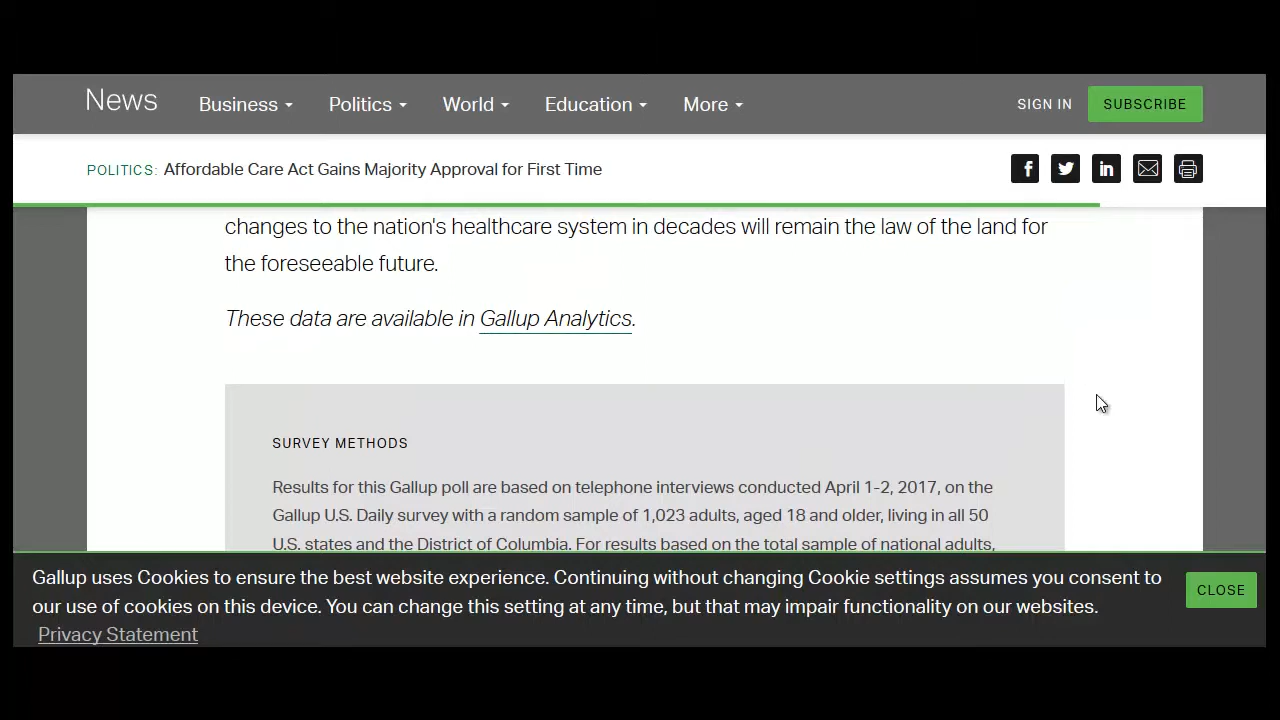 News Business Politics World Education More SIGN IN SUBSCRIBE
POLITICS: Affordable Care Act Gains Majority Approval for First Time
changes to the nation's healthcare system in decades will remain the law of the land for
the foreseeable future.
These data are available in Gallup Analytics.
SURVEY METHODS
Results for this Gallup poll are based on telephone interviews conducted April 1-2, 2017, on the
Gallup U.S. Daily survey with a random sample of 1,023 adults, aged 18 and older, living in all 50
U.S. states and the District of Columbia. For results based on the total sample of national adults,
Gallup uses Cookies to ensure the best website experience. Continuing without changing Cookie settings assumes you consent to
our use of cookies on this device. You can change this setting at any time, but that may impair functionality on our websites.
Privacy Statement
CLOSE